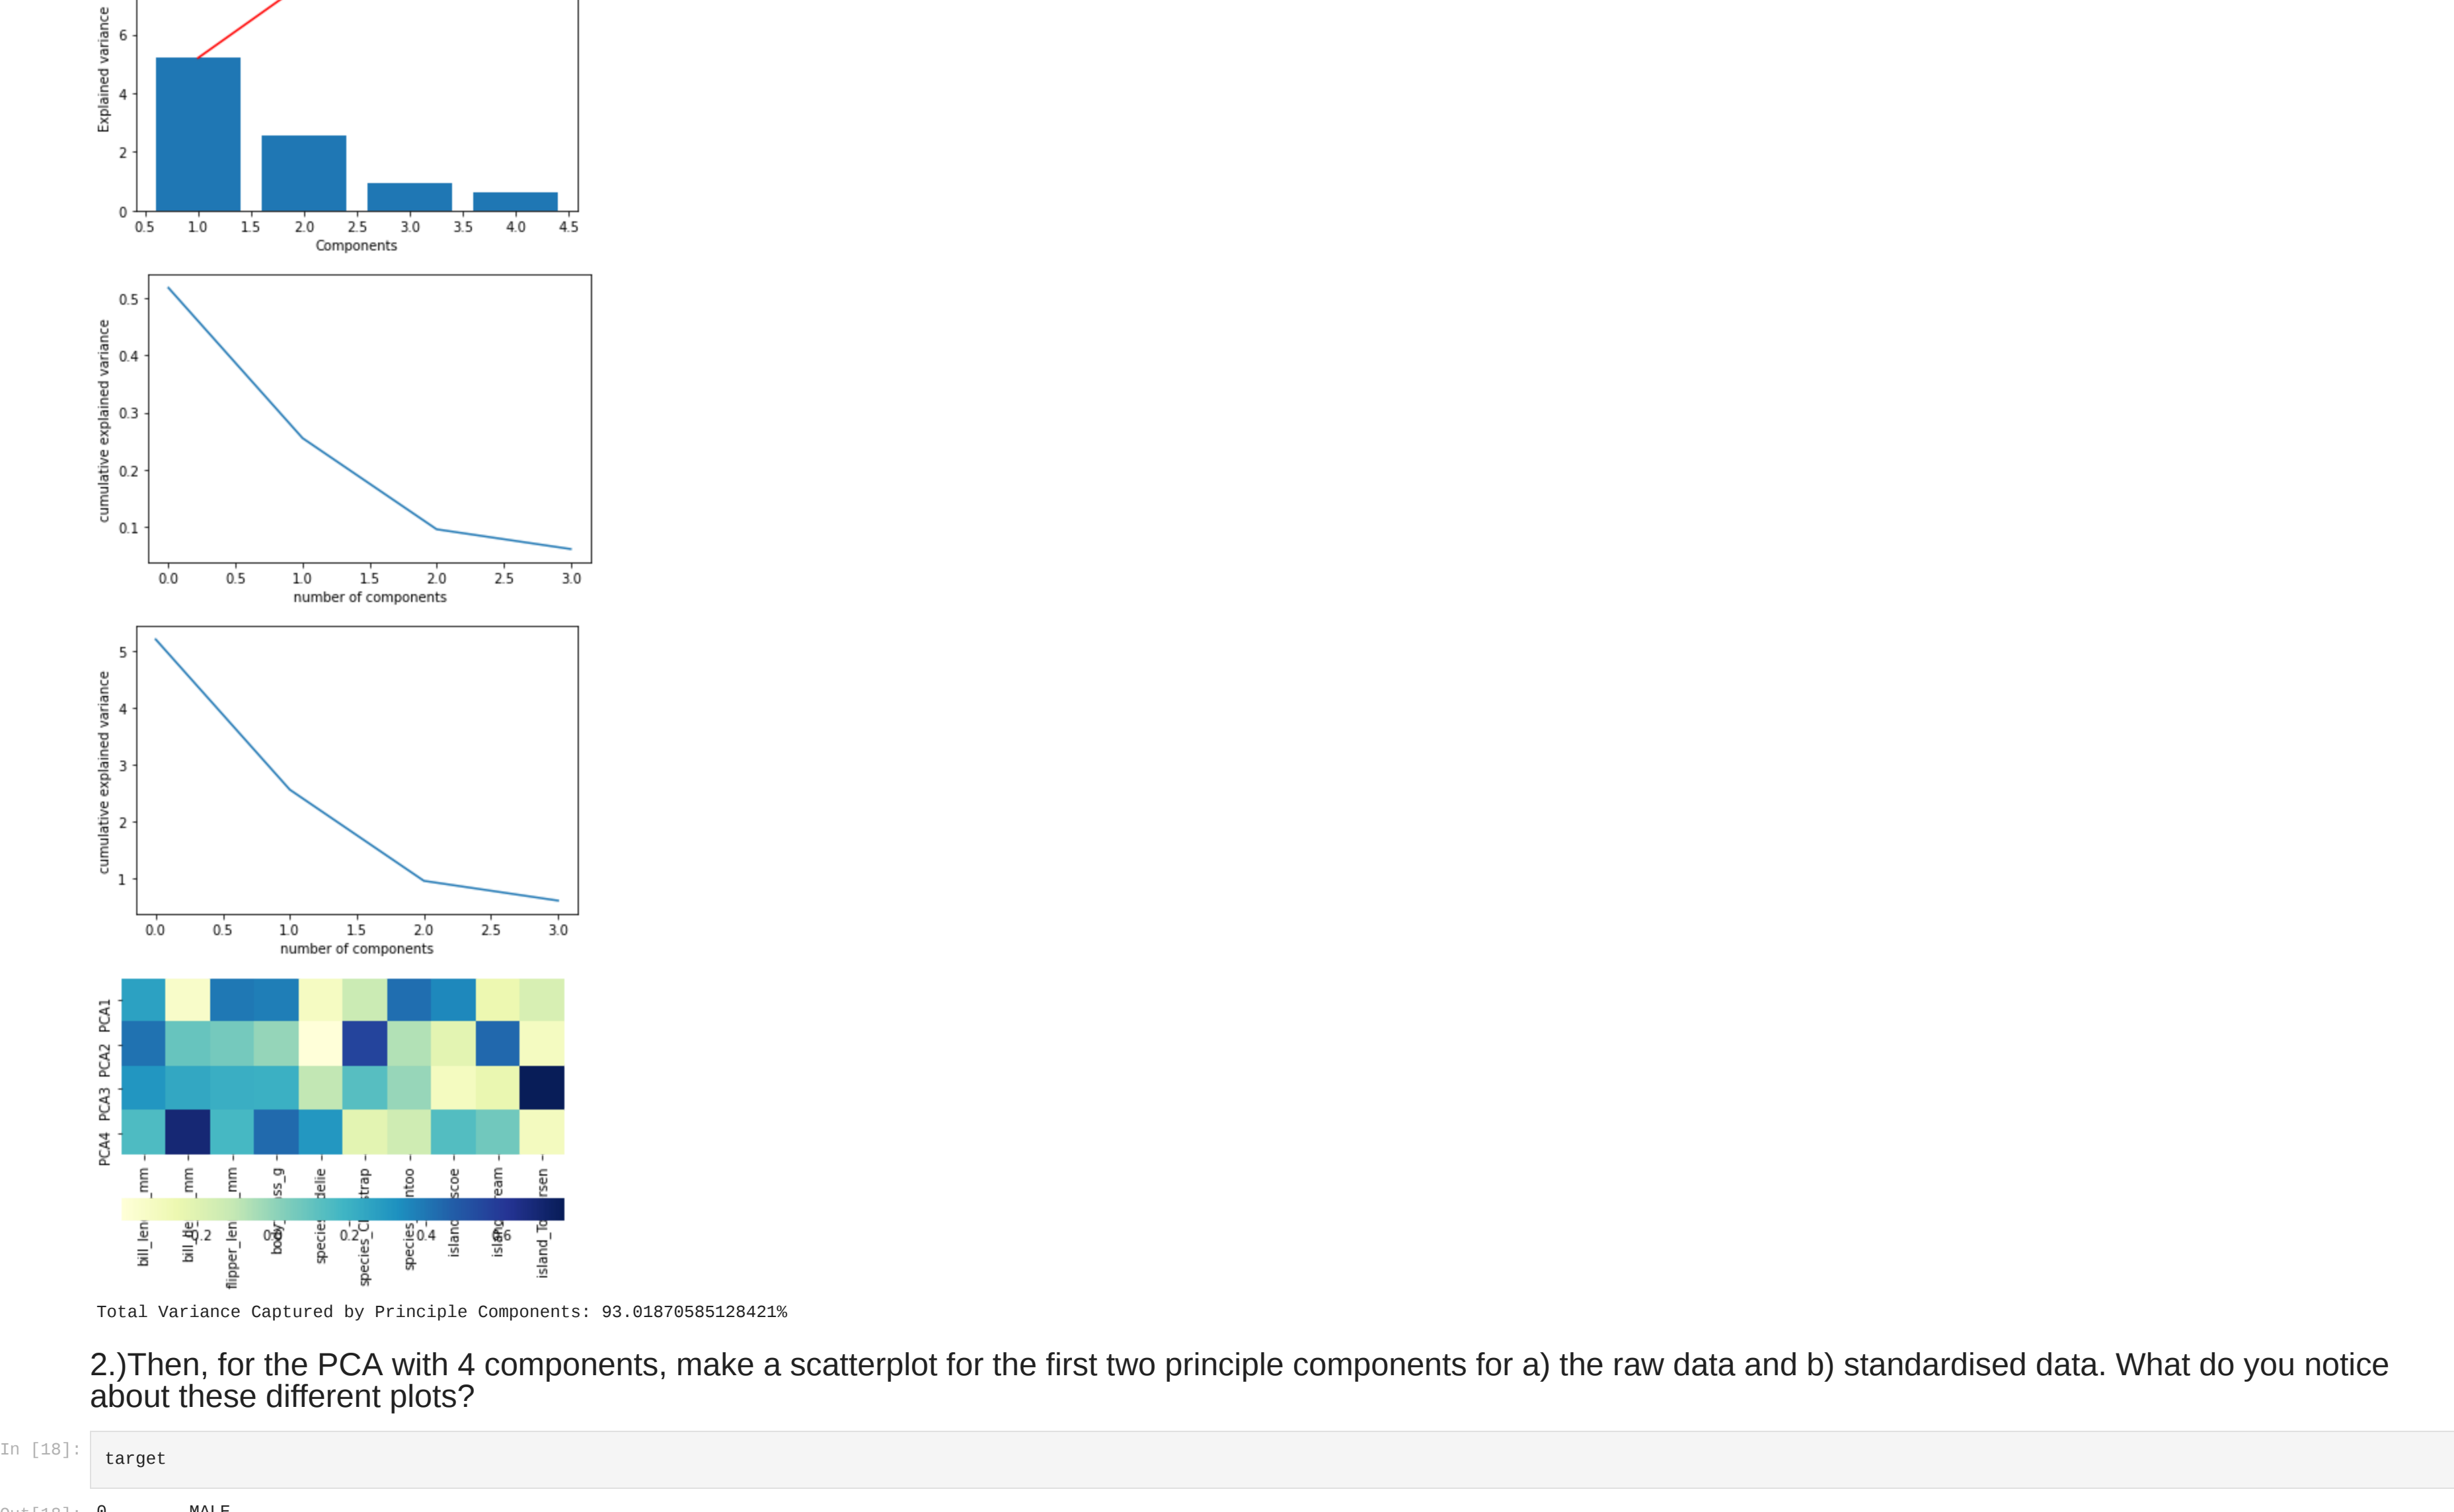 Explained variance
6
4
2
0
0.5 1.0 1.5 2.0 2.5 3.0 3.5 4.0 4.5
Components
cumulative explained variance
0.5
0.4
0.3
0.2
0.1
0.0 0.5 1.0 1.5 2.0 2.5 3.0
number of components
cumulative explained variance
5
4
3
2
1
0.0 0.5 1.0 1.5 2.0 2.5 3.0
number of components
PCA1
PCA2
PCA3
PCA4
0.2 0.4
Total Variance Captured by Principle Components: 93.01870585128421%
2.)Then, for the PCA with 4 components, make a scatterplot for the first two principle components for a) the raw data and b) standardised data. What do you notice
about these different plots?
In [18]:
target
0 MALE